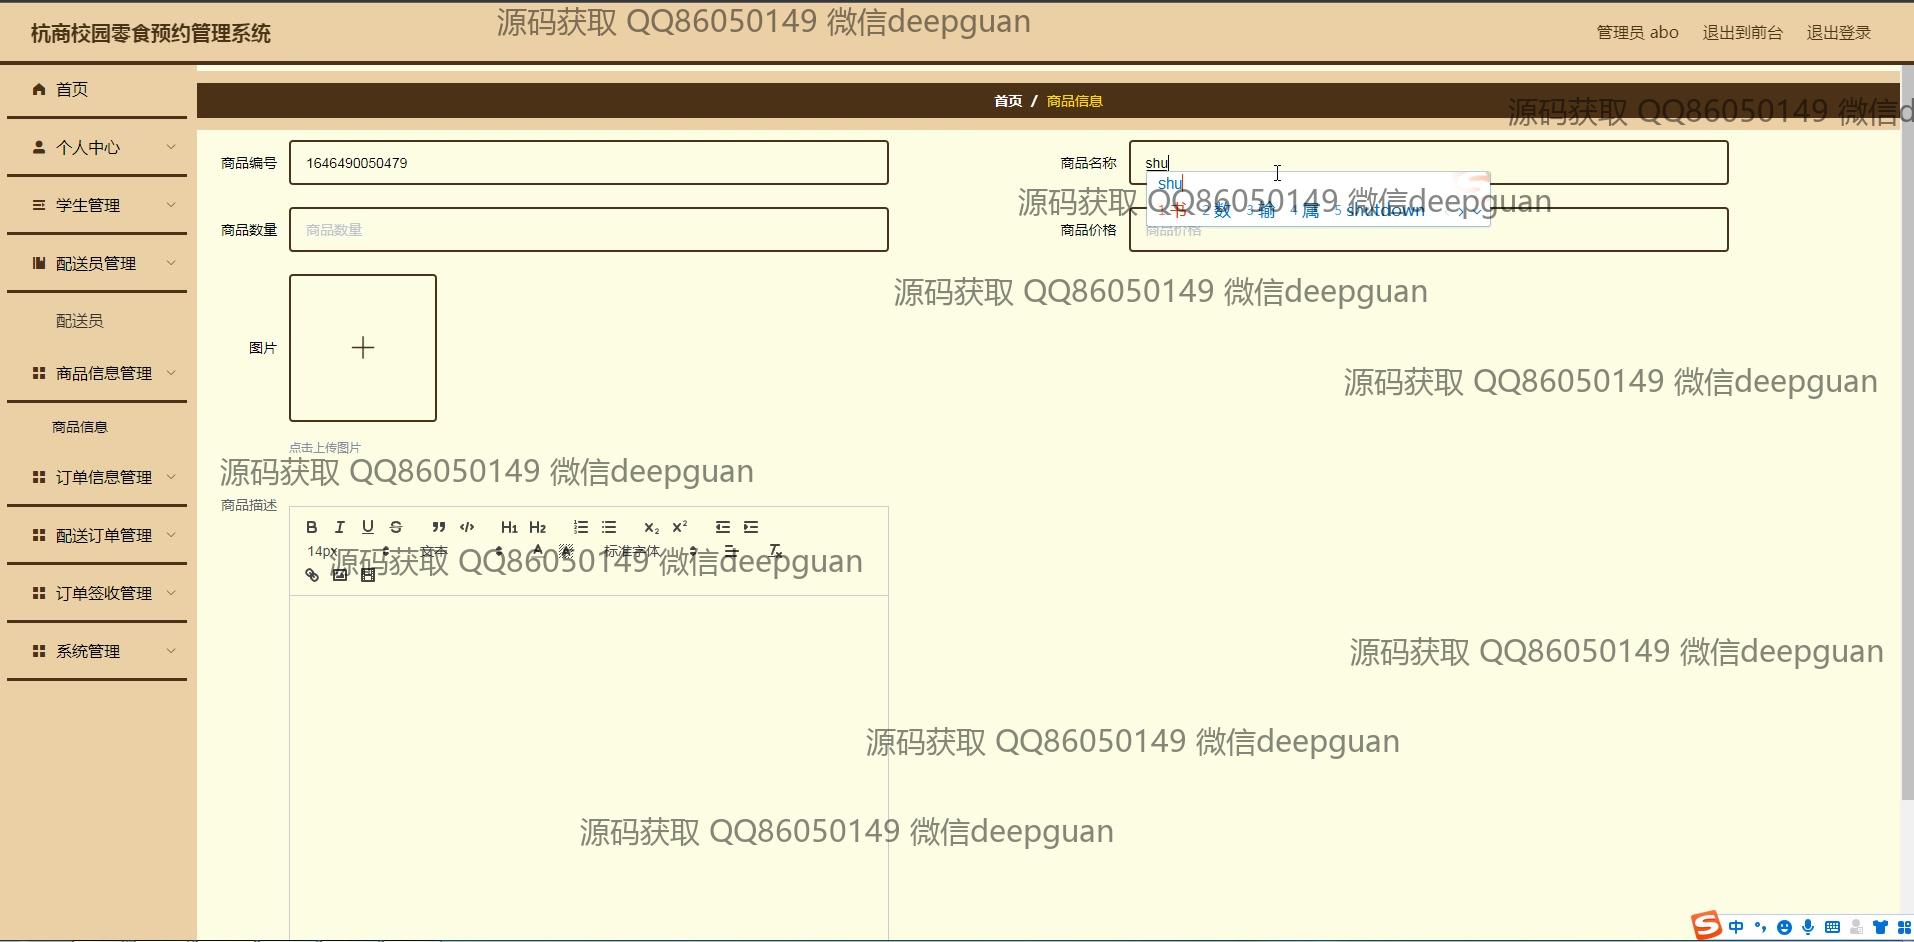 杭商校园零食预约管理系统
源码获取 QQ86050149 微信deepguan
管理员 abo 退出到前台 退出登录
首页
首页 / 商品信息
源码获取 QQ86050149 微信d
个人中心
商品编号 1646490050479
商品名称 shu
shu
源码获取 QQ86050149 微信deepguan
1 书 2 数 3 输 4 属 5 shutdown
学生管理
商品数量 商品数量
商品价格 商品价格
配送员管理
源码获取 QQ86050149 微信deepguan
配送员
图片
商品信息管理
源码获取 QQ86050149 微信deepguan
商品信息
点击上传图片
源码获取 QQ86050149 微信deepguan
订单信息管理
商品描述
B I U S H1 H2 X2 X2
配送订单管理
14px 文本 A A 标准字体 Tx
源码获取 QQ86050149 微信deepguan
订单签收管理
系统管理
源码获取 QQ86050149 微信deepguan
源码获取 QQ86050149 微信deepguan
源码获取 QQ86050149 微信deepguan
S 中